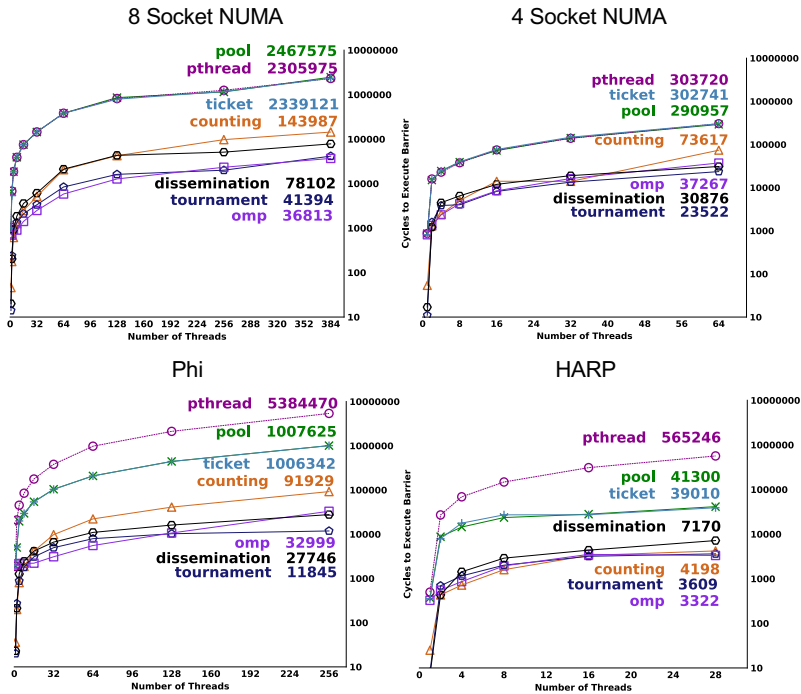 8 Socket NUMA
pool 2467575
pthread 2305975
ticket 2339121
counting 143987
dissemination 78102
tournament 41394
omp 36813
10000000
1000000
100000
10000
1000
100
10
0 32 64 96 128 160 192 224 256 288 320 352 384
Number of Threads
4 Socket NUMA
Cycles to Execute Barrier
pthread 303720
ticket 302741
pool 290957
counting 73617
omp 37267
dissemination 30876
tournament 23522
10000000
1000000
100000
10000
1000
100
10
0 8 16 24 32 40 48 56 64
Number of Threads
Phi
pthread 5384470
pool 1007625
ticket 1006342
counting 91929
omp 32999
dissemination 27746
tournament 11845
10000000
1000000
100000
10000
1000
100
10
0 32 64 96 128 160 192 224 256
Number of Threads
HARP
Cycles to Execute Barrier
pthread 565246
pool 41300
ticket 39010
dissemination 7170
counting 4198
tournament 3609
omp 3322
10000000
1000000
100000
10000
1000
100
10
0 4 8 12 16 20 24 28
Number of Threads